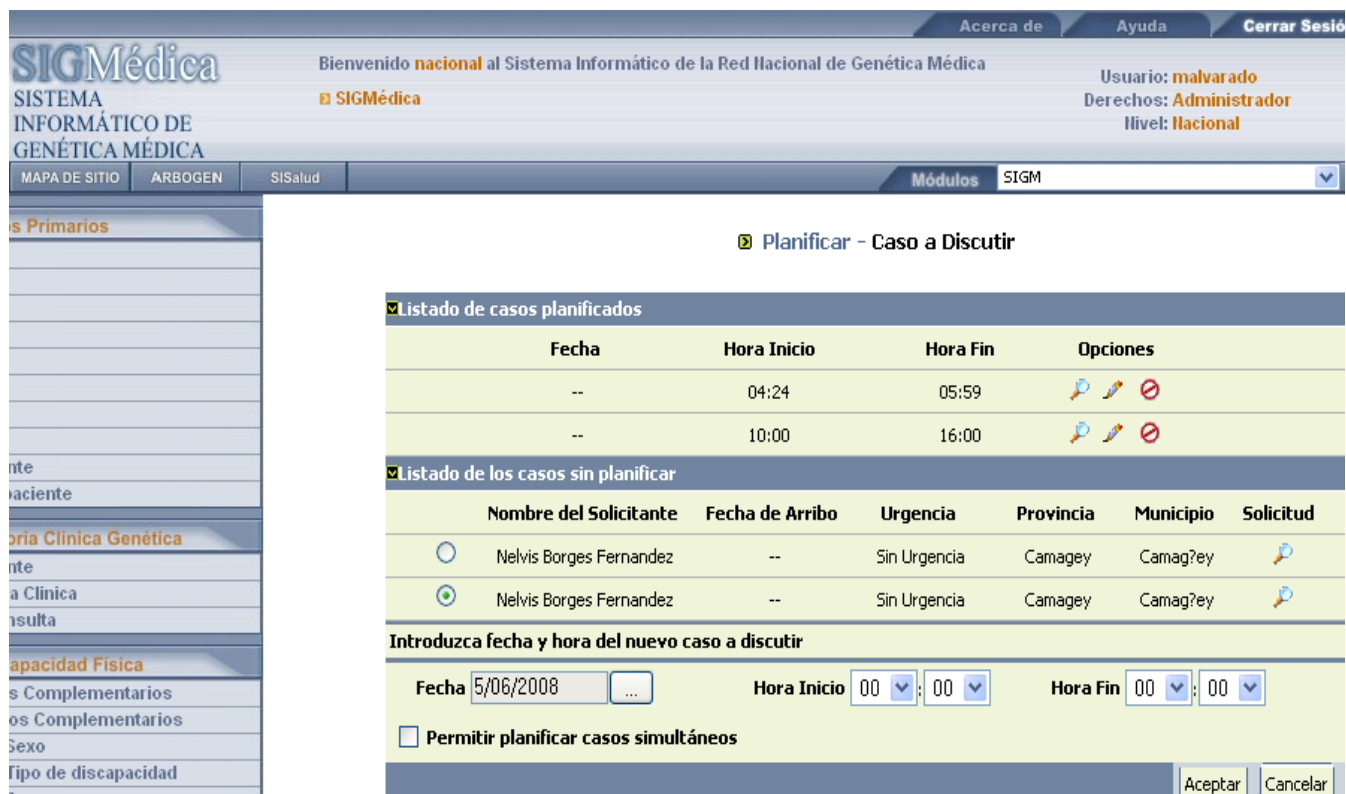 Acerca de Ayuda Cerrar Sesió
SIGMédica
SISTEMA
INFORMÁTICO DE
GENÉTICA MÉDICA
Bienvenido nacional al Sistema Informático de la Red Nacional de Genética Médica
SIGMédica
Usuario: malvarado
Derechos: Administrador
Nivel: Nacional
MAPA DE SITIO ARBOGEN SISalud Módulos SIGM
s Primarios
nte
paciente
oria Clínica Genética
nte
a Clinica
nsulta
apacidad Física
s Complementarios
os Complementarios
Sexo
Tipo de discapacidad
Planificar - Caso a Discutir
Listado de casos planificados
Fecha Hora Inicio Hora Fin Opciones
-- 04:24 05:59
-- 10:00 16:00
Listado de los casos sin planificar
Nombre del Solicitante Fecha de Arribo Urgencia Provincia Municipio Solicitud
Nelvis Borges Fernandez -- Sin Urgencia Camagey Camag?ey
Nelvis Borges Fernandez -- Sin Urgencia Camagey Camag?ey
Introduzca fecha y hora del nuevo caso a discutir
Fecha 5/06/2008 ... Hora Inicio 00 : 00 Hora Fin 00 : 00
Permitir planificar casos simultáneos
Aceptar Cancelar